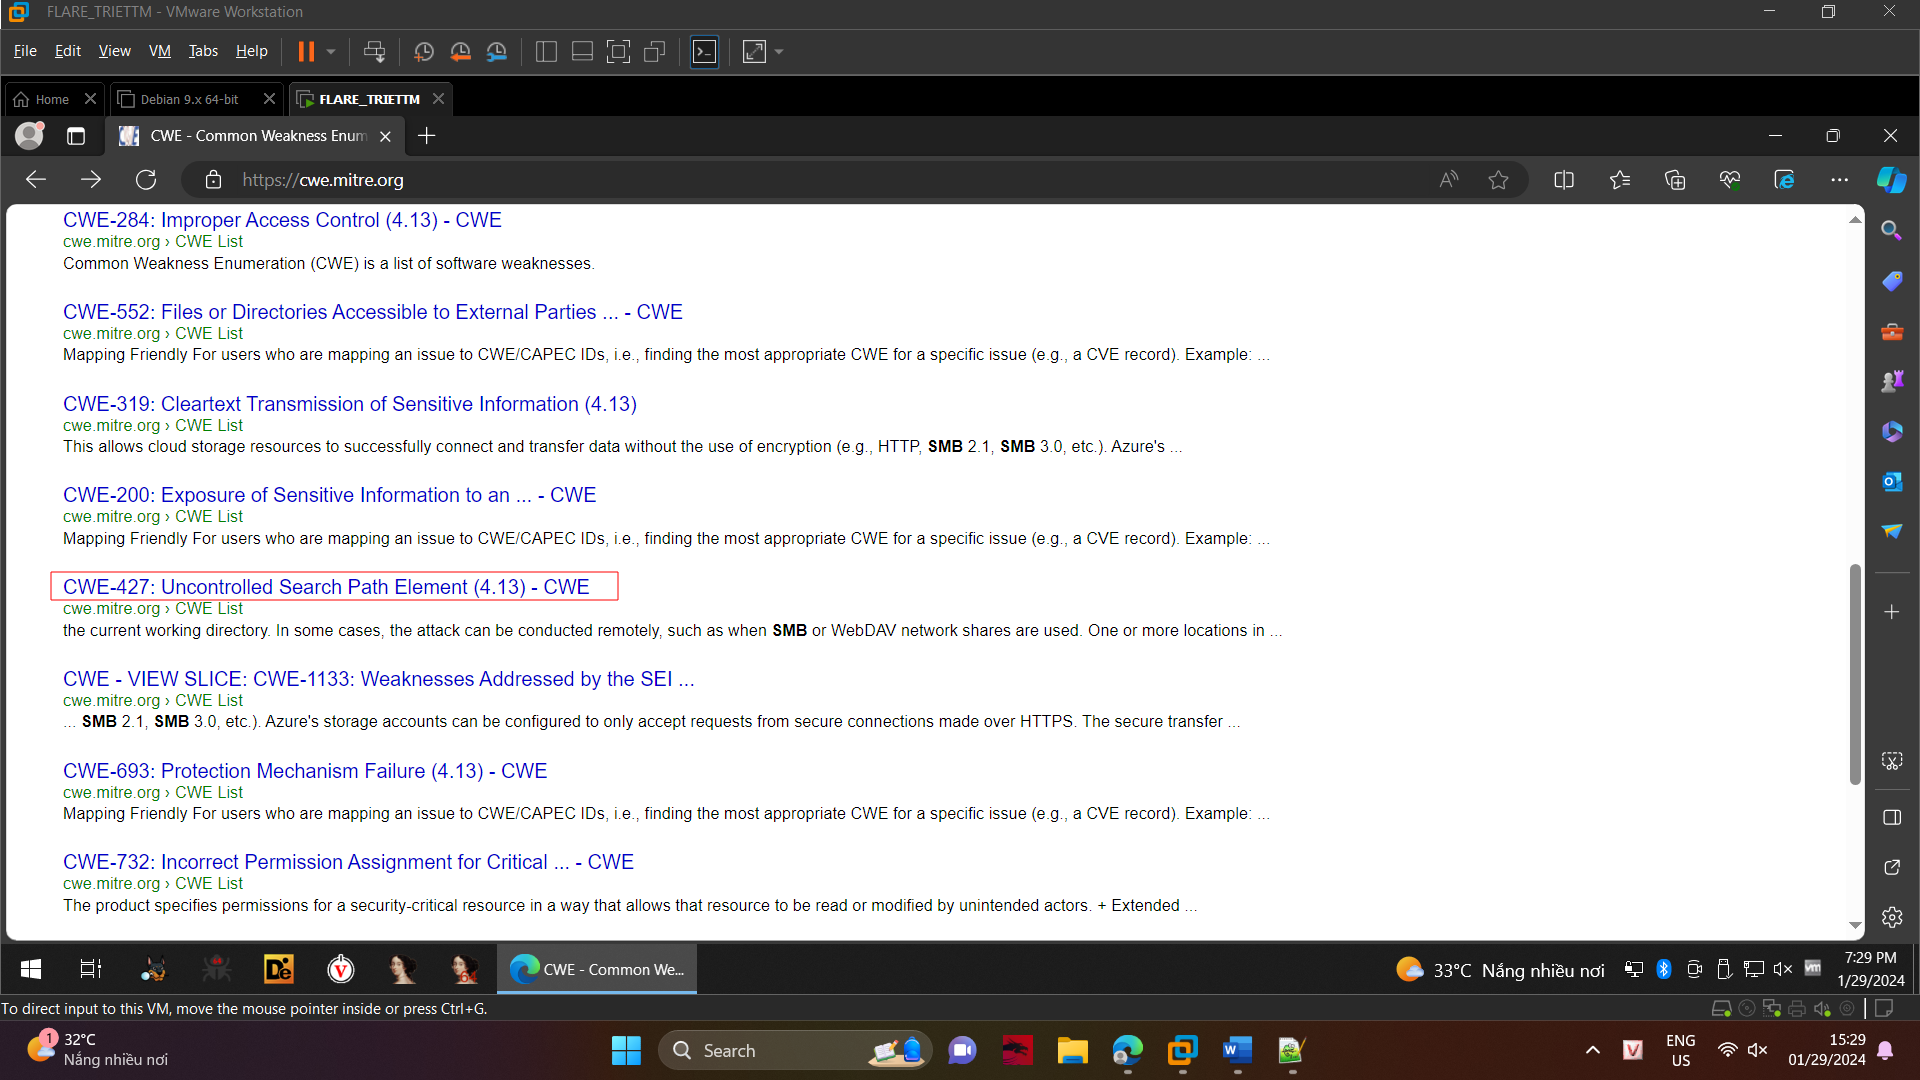 FLARE_TRIETTM - VMware Workstation
File Edit View VM Tabs Help
Home Debian 9.x 64-bit FLARE_TRIETTM
CWE - Common Weakness Enum
https://cwe.mitre.org
CWE-284: Improper Access Control (4.13) - CWE
cwe.mitre.org › CWE List
Common Weakness Enumeration (CWE) is a list of software weaknesses.
CWE-552: Files or Directories Accessible to External Parties ... - CWE
cwe.mitre.org › CWE List
Mapping Friendly For users who are mapping an issue to CWE/CAPEC IDs, i.e., finding the most appropriate CWE for a specific issue (e.g., a CVE record). Example: ...
CWE-319: Cleartext Transmission of Sensitive Information (4.13)
cwe.mitre.org › CWE List
This allows cloud storage resources to successfully connect and transfer data without the use of encryption (e.g., HTTP, SMB 2.1, SMB 3.0, etc.). Azure's ...
CWE-200: Exposure of Sensitive Information to an ... - CWE
cwe.mitre.org › CWE List
Mapping Friendly For users who are mapping an issue to CWE/CAPEC IDs, i.e., finding the most appropriate CWE for a specific issue (e.g., a CVE record). Example: ...
CWE-427: Uncontrolled Search Path Element (4.13) - CWE
cwe.mitre.org › CWE List
the current working directory. In some cases, the attack can be conducted remotely, such as when SMB or WebDAV network shares are used. One or more locations in ...
CWE - VIEW SLICE: CWE-1133: Weaknesses Addressed by the SEI ...
cwe.mitre.org › CWE List
... SMB 2.1, SMB 3.0, etc.). Azure's storage accounts can be configured to only accept requests from secure connections made over HTTPS. The secure transfer ...
CWE-693: Protection Mechanism Failure (4.13) - CWE
cwe.mitre.org › CWE List
Mapping Friendly For users who are mapping an issue to CWE/CAPEC IDs, i.e., finding the most appropriate CWE for a specific issue (e.g., a CVE record). Example: ...
CWE-732: Incorrect Permission Assignment for Critical ... - CWE
cwe.mitre.org › CWE List
The product specifies permissions for a security-critical resource in a way that allows that resource to be read or modified by unintended actors. + Extended ...
De V 64 CWE - Common We... 33°C Nắng nhiều nơi vm 7:29 PM
1/29/2024
To direct input to this VM, move the mouse pointer inside or press Ctrl+G.
1 32°C
Nắng nhiều nơi
Search
W
V
ENG
US
15:29
01/29/2024